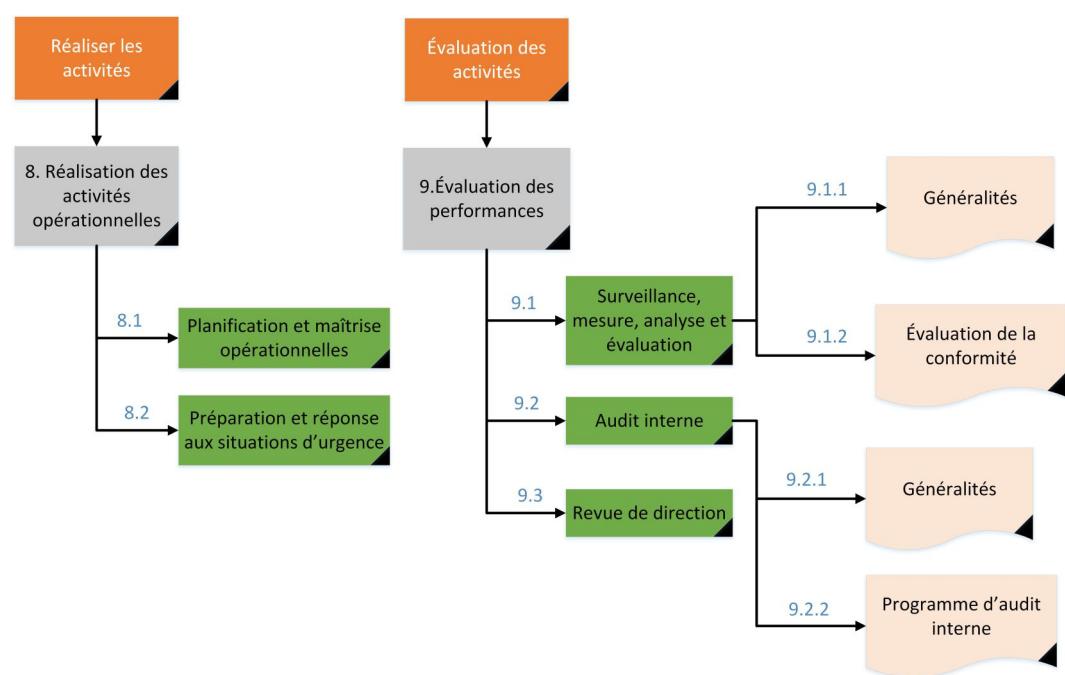 Réaliser les
activités
8. Réalisation des
activités
opérationnelles
8.1
Planification et maîtrise
opérationnelles
8.2
Préparation et réponse
aux situations d’urgence
Évaluation des
activités
9.Évaluation des
performances
9.1
Surveillance,
mesure, analyse et
évaluation
9.1.1
Généralités
9.1.2
Évaluation de la
conformité
9.2
Audit interne
9.2.1
Généralités
9.2.2
Programme d’audit
interne
9.3
Revue de direction